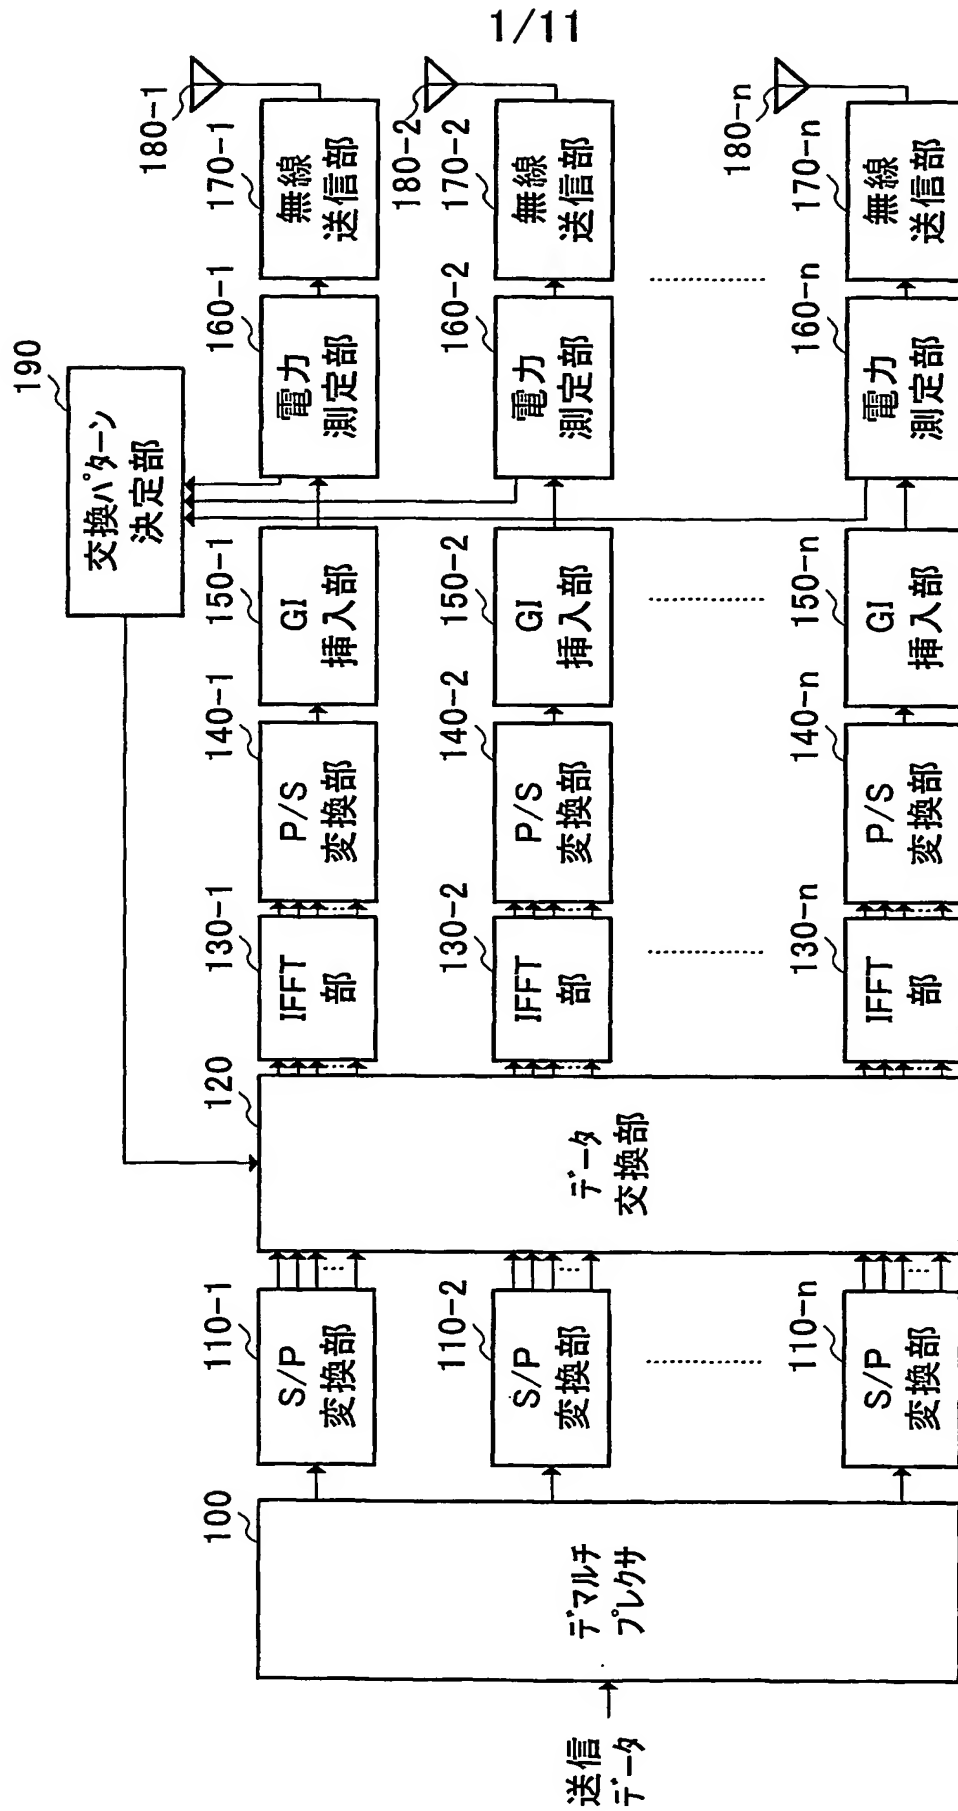 1/11
190
交換パターン
決定部
180-1
170-1
無線
送信部
160-1
電力
測定部
150-1
GI
挿入部
140-1
P/S
変換部
130-1
IFFT
部
120
データ
交換部
110-1
S/P
変換部
100
デマルチ
プレクサ
送信
データ
180-2
170-2
無線
送信部
160-2
電力
測定部
150-2
GI
挿入部
140-2
P/S
変換部
130-2
IFFT
部
110-2
S/P
変換部
180-n
170-n
無線
送信部
160-n
電力
測定部
150-n
GI
挿入部
140-n
P/S
変換部
130-n
IFFT
部
110-n
S/P
変換部